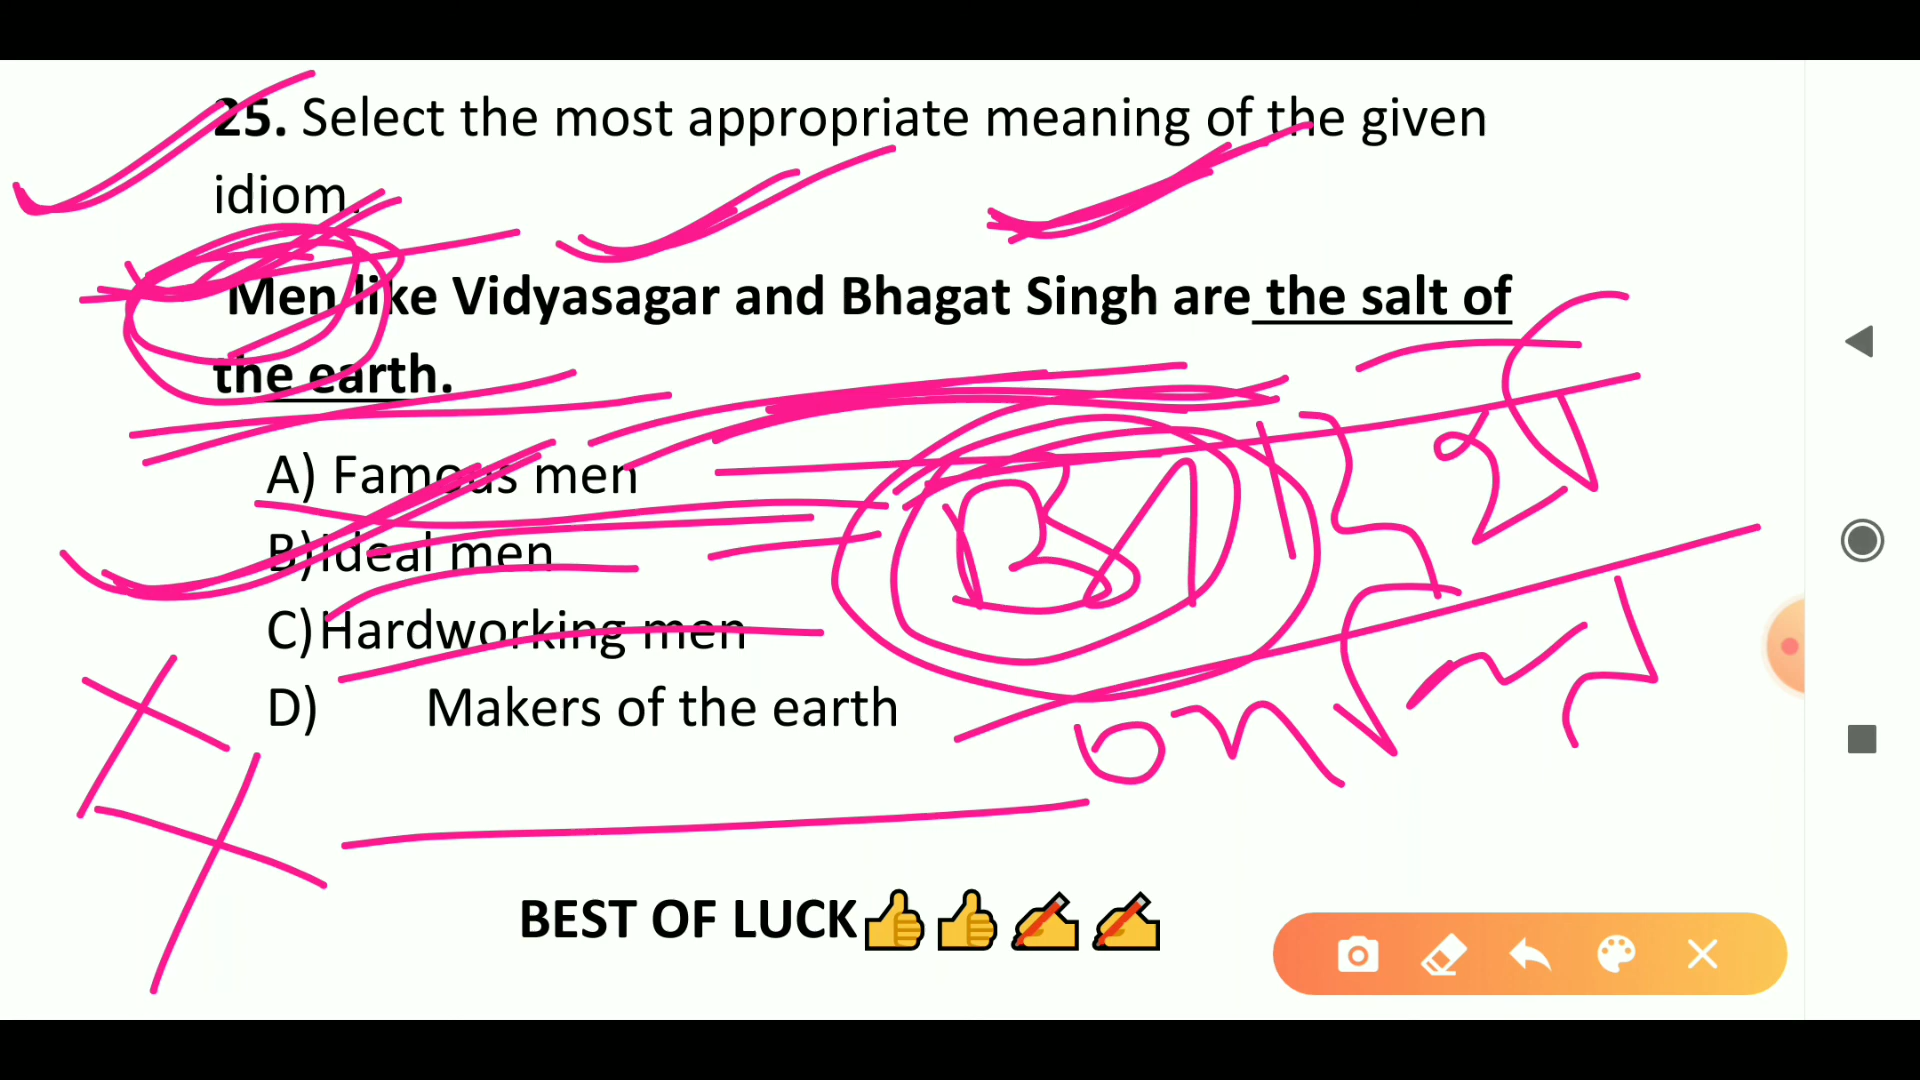 25. Select the most appropriate meaning of the given
idiom.
Men like Vidyasagar and Bhagat Singh are the salt of
the earth.
A) Famous men
B)Ideal men
C)Hardworking men
D) Makers of the earth
BEST OF LUCK👍👍✍️✍️